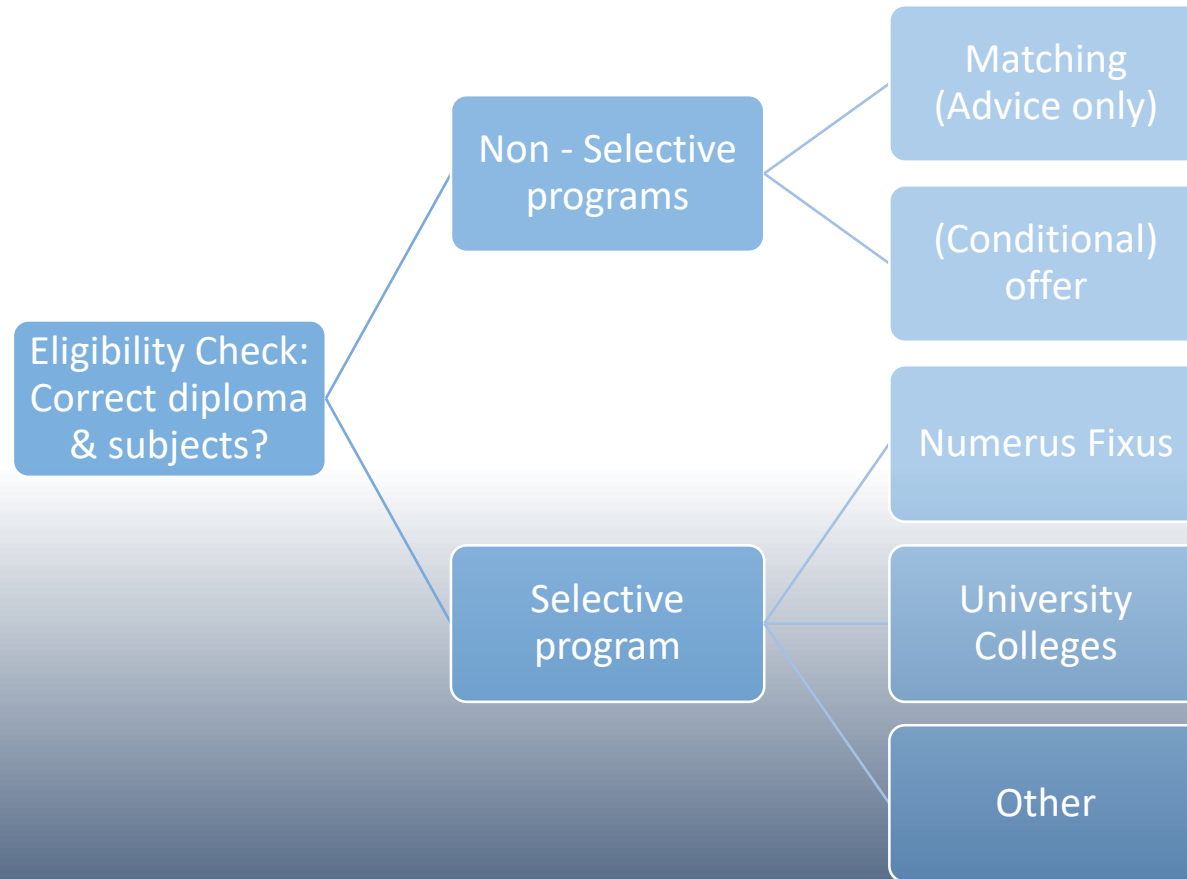 Eligibility Check:
Correct diploma
& subjects?
Non - Selective
programs
Matching
(Advice only)
(Conditional)
offer
Selective
program
Numerus Fixus
University
Colleges
Other